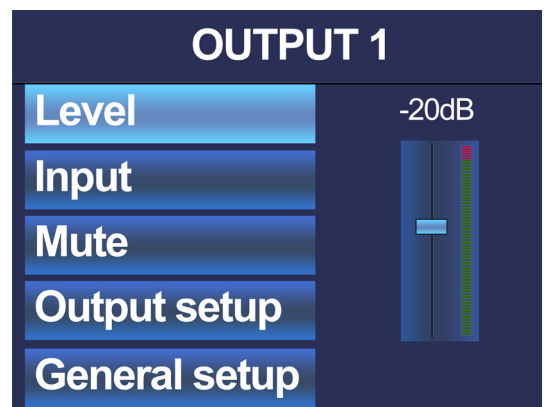 OUTPUT 1
Level
-20dB
Input
Mute
Output setup
General setup